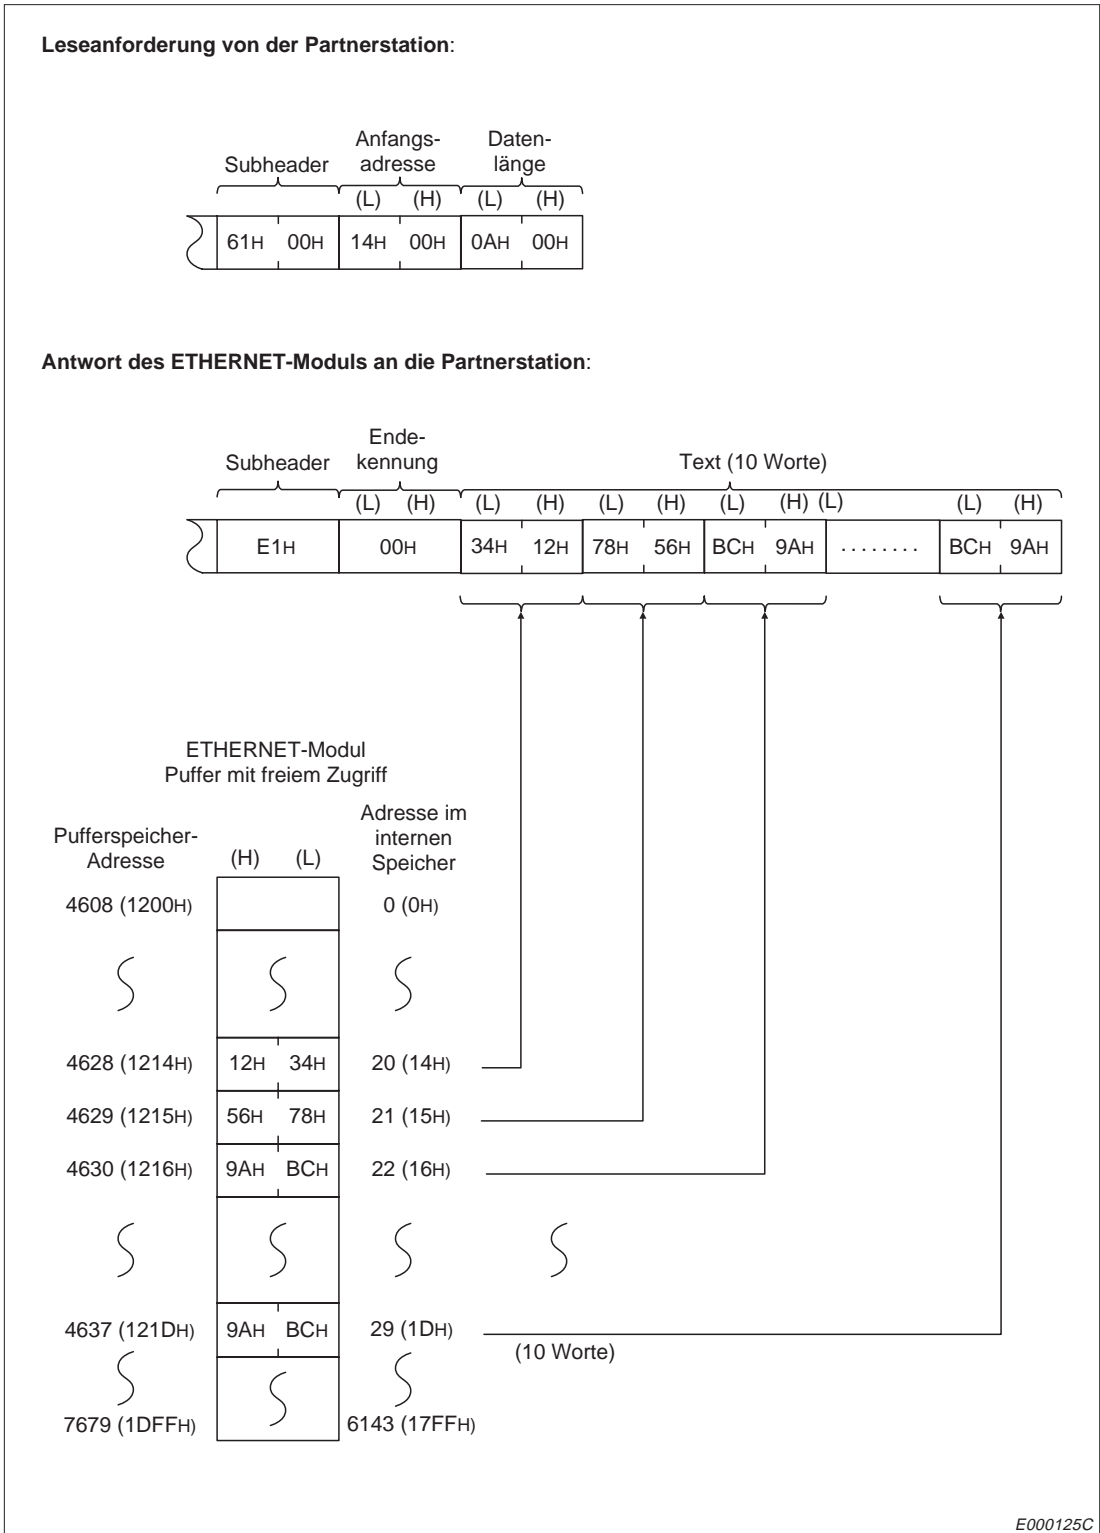 Leseanforderung von der Partnerstation:
Anfangs- Daten-
Subheader adresse länge
(L) (H) (L) (H)
61H 00H 14H 00H 0AH 00H
Antwort des ETHERNET-Moduls an die Partnerstation:
Ende-
Subheader kennung Text (10 Worte)
(L) (H) (L) (H) (L) (H) (L) (H) (L) (L) (H)
E1H 00H 34H 12H 78H 56H BCH 9AH ........ BCH 9AH
ETHERNET-Modul
Puffer mit freiem Zugriff
Pufferspeicher-
Adresse
(H) (L)
Adresse im
internen
Speicher
4608 (1200H) 0 (0H)
4628 (1214H) 12H 34H 20 (14H)
4629 (1215H) 56H 78H 21 (15H)
4630 (1216H) 9AH BCH 22 (16H)
4637 (121DH) 9AH BCH 29 (1DH)
(10 Worte)
7679 (1DFFH) 6143 (17FFH)
E000125C